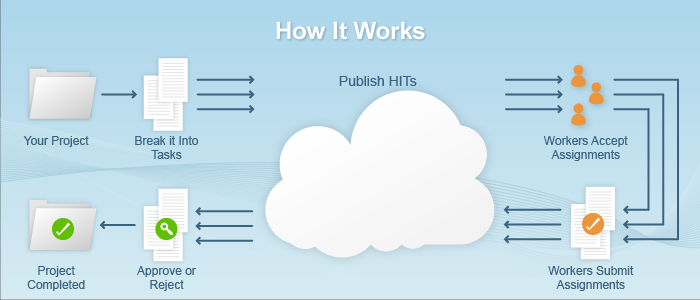 How It Works
Publish HITs
Your Project
Break it Into
Tasks
Workers Accept
Assignments
Project
Completed
Approve or
Reject
Workers Submit
Assignments